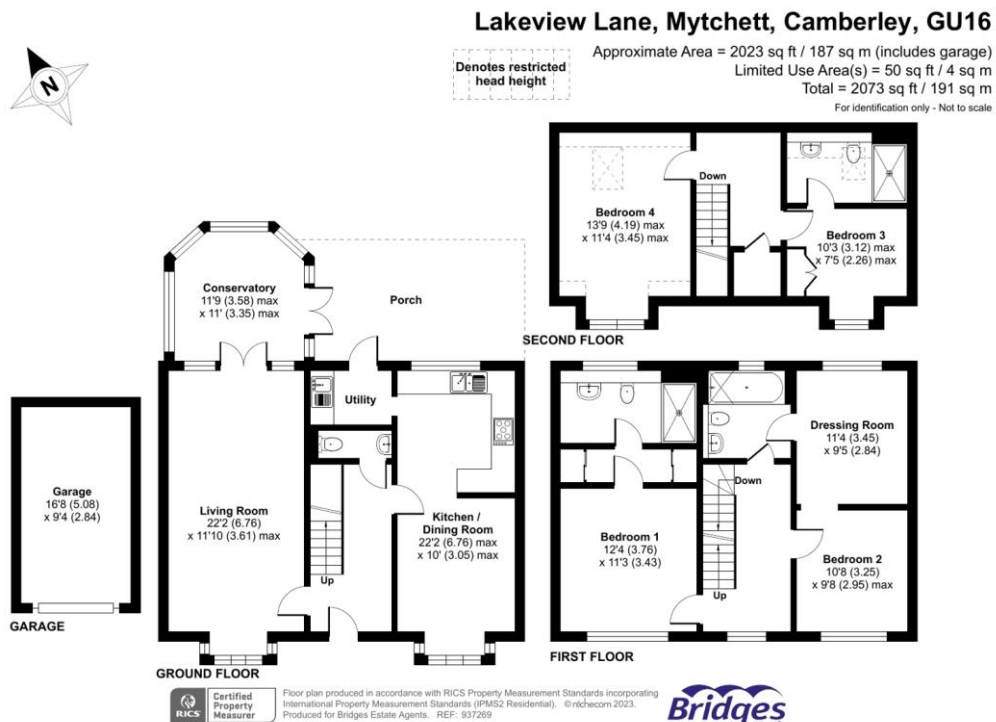 Lakeview Lane, Mytchett, Camberley, GU16
Approximate Area = 2023 sq ft / 187 sq m (includes garage)
Limited Use Area(s) = 50 sq ft / 4 sq m
Total = 2073 sq ft / 191 sq m
For identification only - Not to scale
N
Denotes restricted
head height
Down
Bedroom 4
13'9 (4.19) max
x 11'4 (3.45) max
Bedroom 3
10'3 (3.12) max
x 7'5 (2.26) max
SECOND FLOOR
Conservatory
11'9 (3.58) max
x 11' (3.35) max
Porch
Utility
Living Room
22'2 (6.76)
x 11'10 (3.61) max
Kitchen /
Dining Room
22'2 (6.76) max
x 10' (3.05) max
Up
GROUND FLOOR
Garage
16'8 (5.08)
x 9'4 (2.84)
GARAGE
Dressing Room
11'4 (3.45)
x 9'5 (2.84)
Down
Bedroom 1
12'4 (3.76)
x 11'3 (3.43)
Bedroom 2
10'8 (3.25)
x 9'8 (2.95) max
Up
FIRST FLOOR
RICS
Certified
Property
Measurer
Floor plan produced in accordance with RICS Property Measurement Standards incorporating
International Property Measurement Standards (IPMS2 Residential). © nichecom 2023.
Produced for Bridges Estate Agents. REF: 937269
Bridges